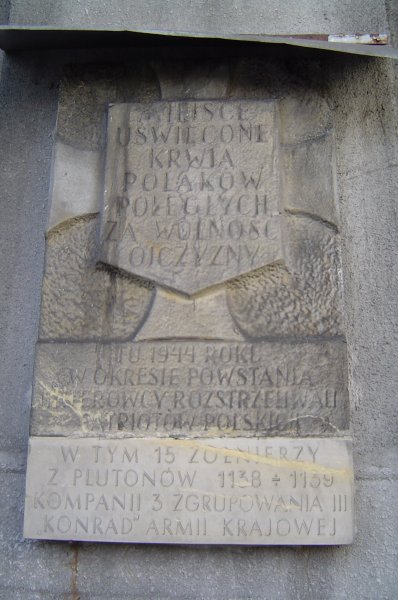 MIEJSCE
UŚWIĘCONE
KRWIĄ
POLAKÓW
POLEGŁYCH
ZA WOLNOŚĆ
OJCZYZNY
TU 1944 ROKU
W OKRESIE POWSTANIA
HITLEROWCY ROZSTRZELIWALI
PATRIOTÓW POLSKICH
W TYM 15 ŻOŁNIERZY
Z PLUTONÓW 1138 ÷ 1139
KOMPANII 3 ZGRUPOWANIA III
„KONRAD” ARMII KRAJOWEJ